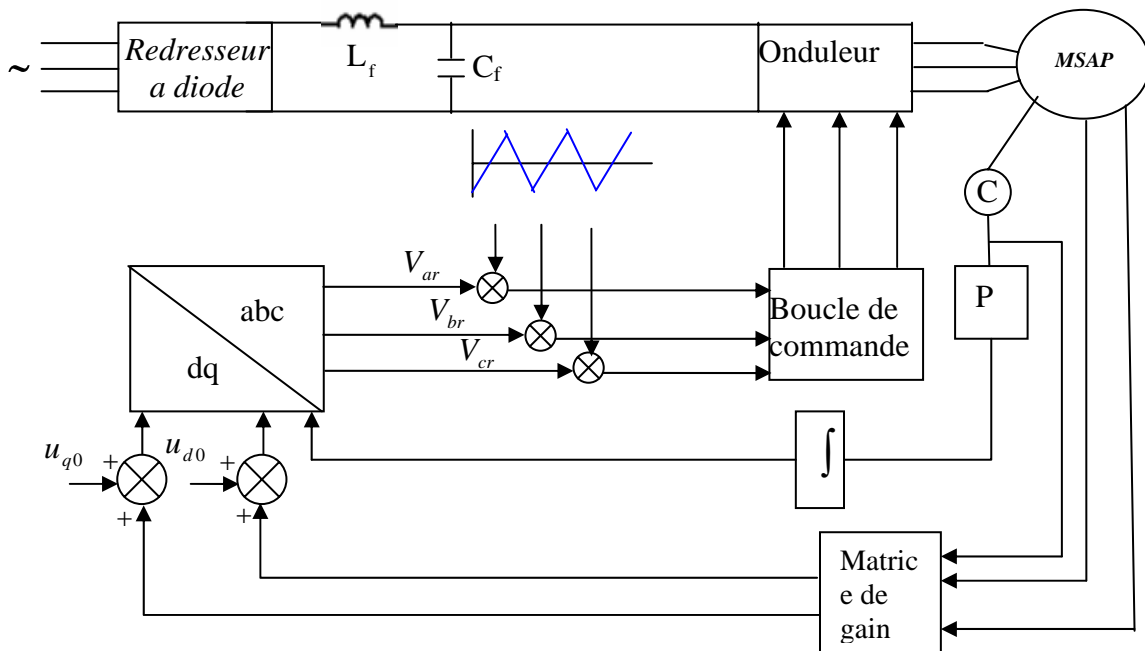 Redresseur
a diode
~
L_f
C_f
Onduleur
MSAP
C
P
V_ar
V_br
V_cr
abc
dq
Boucle de
commande
∫
u_q0
+
+
u_d0
+
+
Matric
e de
gain